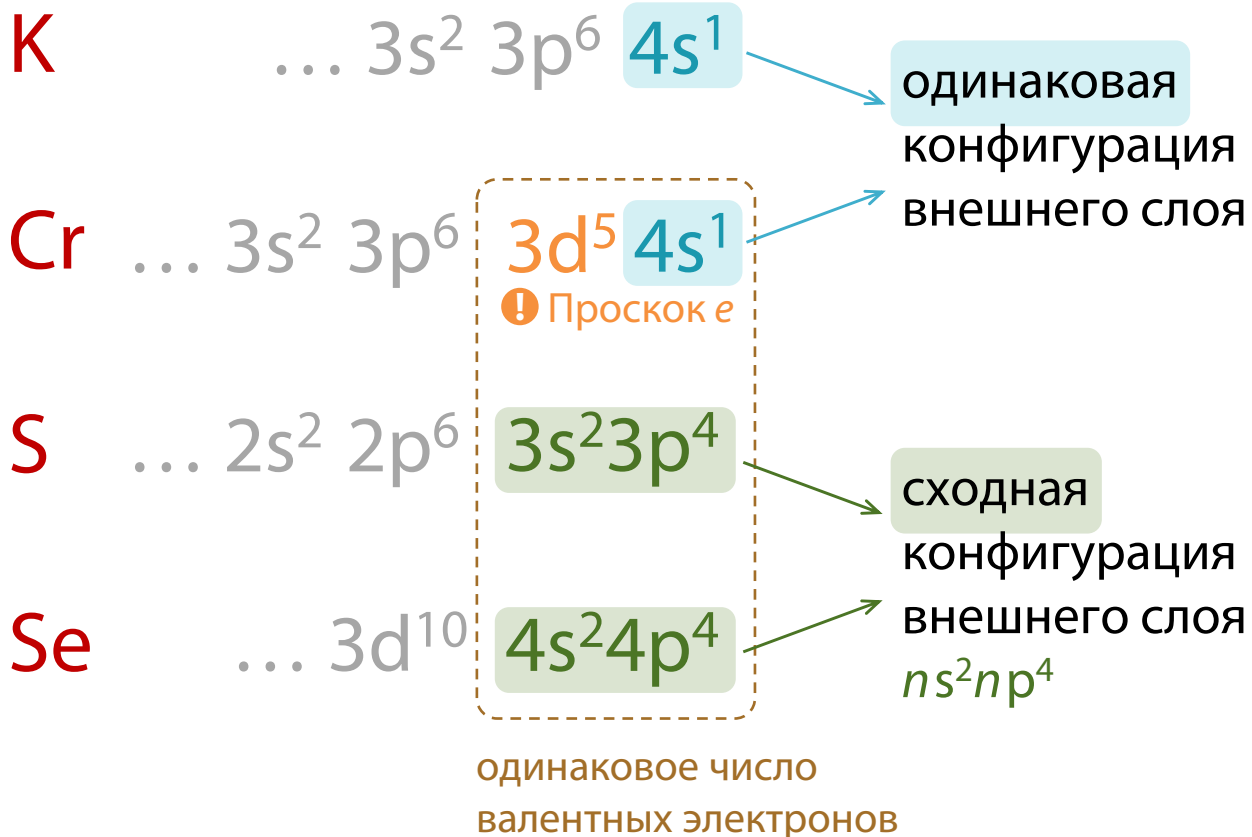 K … 3s² 3p⁶ 4s¹
одинаковая
конфигурация
внешнего слоя
Cr … 3s² 3p⁶ 3d⁵ 4s¹
! Проскок e
S … 2s² 2p⁶ 3s²3p⁴
сходная
конфигурация
внешнего слоя
ns²np⁴
Se … 3d¹⁰ 4s²4p⁴
одинаковое число
валентных электронов